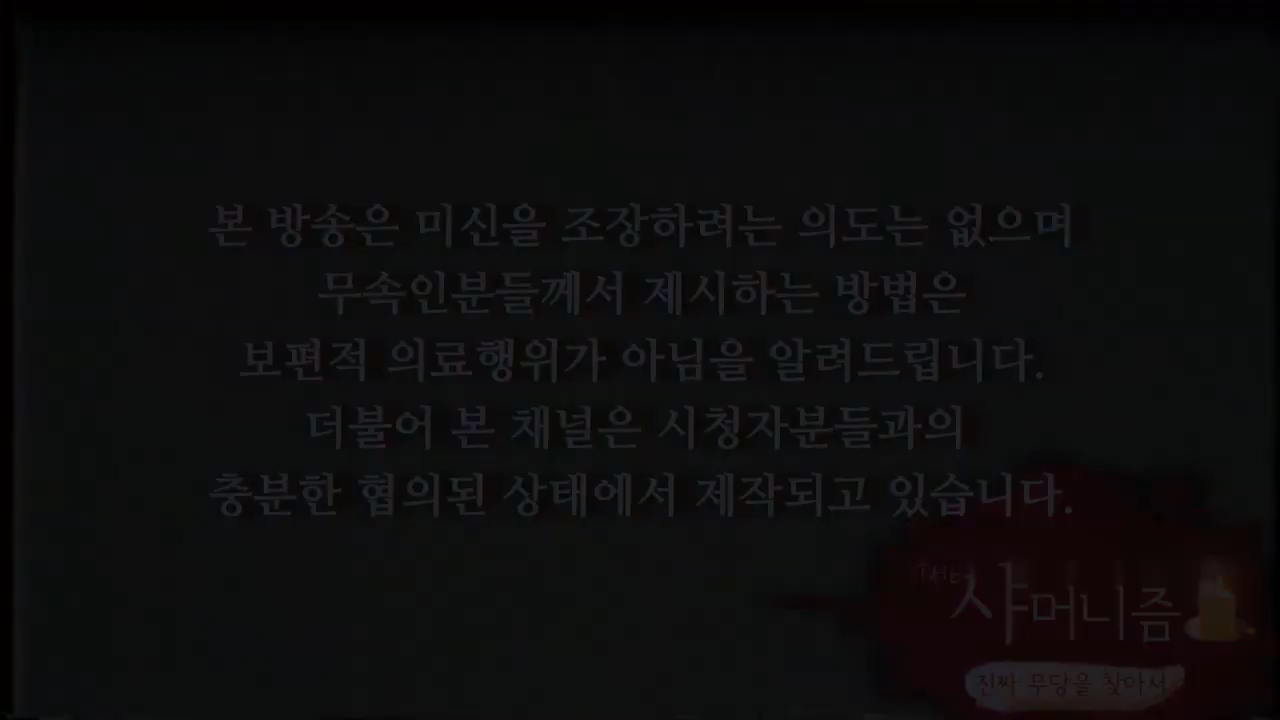 본 방송은 미신을 조장하려는 의도는 없으며
무속인분들께서 제시하는 방법은
보편적 의료행위가 아님을 알려드립니다.
더불어 본 채널은 시청자분들과의
충분한 협의된 상태에서 제작되고 있습니다.
THE 샤머니즘
진짜 무당을 찾아서